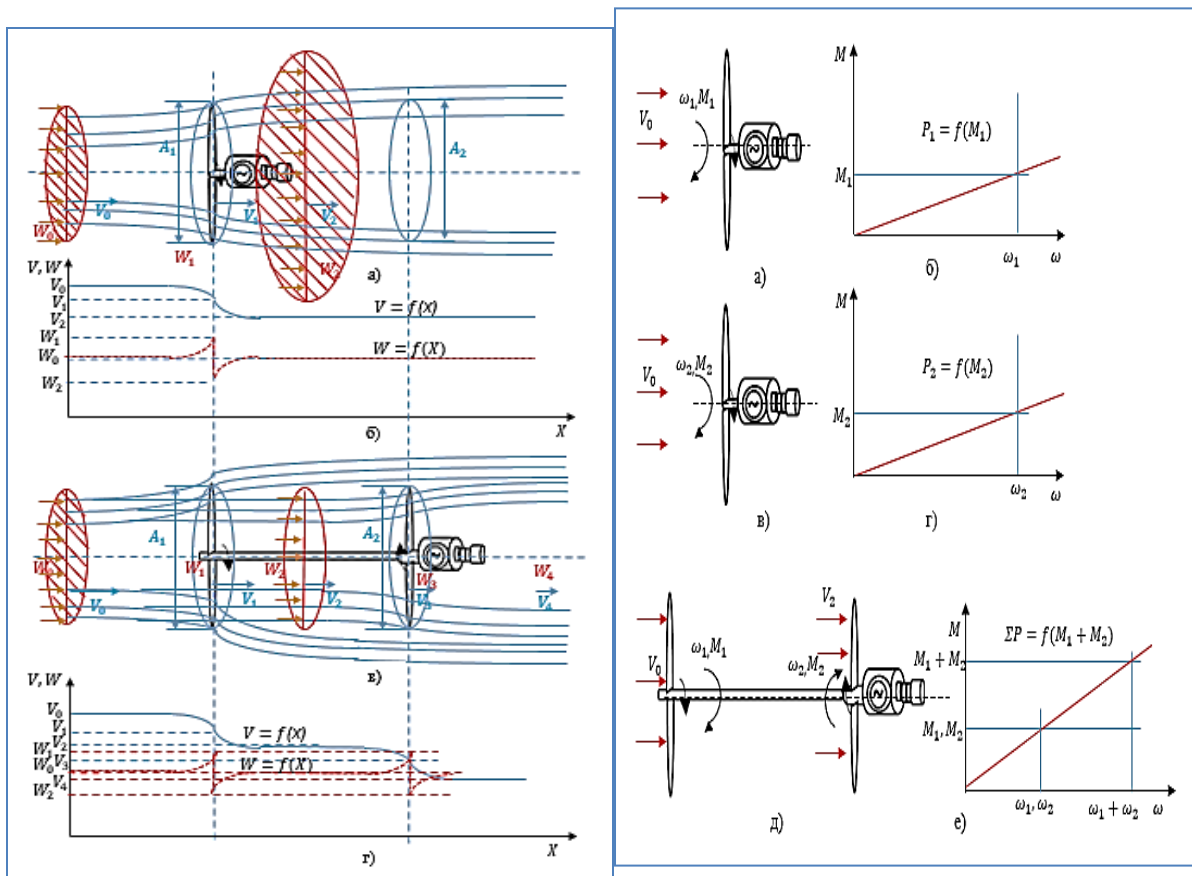 A₁
A₂
V₀
V₁
V₂
W₀
W₁
а)
V, W
V₀
V₁
V₂
W₁
W₀
W₂
V = f(x)
W = f(X)
б)
X
A₁
A₂
W₀
W₁
W₂
W₃
W₄
V₀
V₁
V₂
V₃
V₄
в)
V, W
V₀
V₁
V₂
W₁
W₀ V₃
V₄
W₂
V = f(x)
W = f(X)
г)
X
V₀
ω₁, M₁
а)
M
P₁ = f(M₁)
M₁
ω₁
ω
б)
V₀
ω₂, M₂
в)
M
P₂ = f(M₂)
M₂
ω₂
ω
г)
V₀
ω₁, M₁
V₂
ω₂, M₂
д)
M
ΣP = f(M₁ + M₂)
M₁ + M₂
M₁, M₂
ω₁, ω₂
ω₁ + ω₂
ω
е)